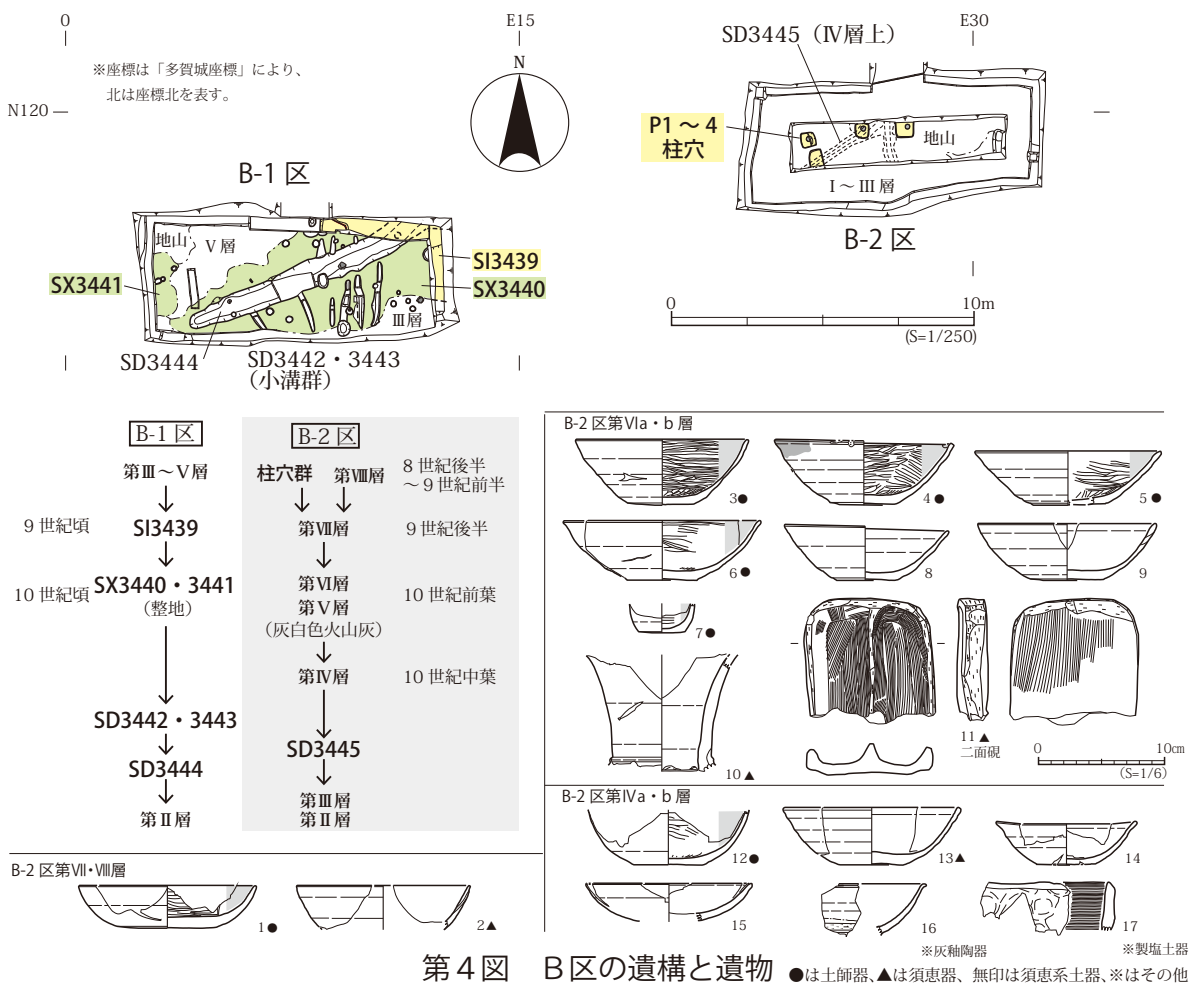 0
E15
E30
※座標は「多賀城座標」により、
北は座標北を表す。
N
N120
SD3445（Ⅳ層上）
P1～4
柱穴
地山
Ⅰ～Ⅲ層
B-2区
B-1区
地山
Ⅴ層
SX3441
SI3439
SX3440
Ⅲ層
SD3444
SD3442・3443
（小溝群）
0
10m
(S=1/250)
B-1区
第Ⅲ～Ⅴ層
9世紀頃
SI3439
10世紀頃
SX3440・3441
（整地）
SD3442・3443
SD3444
第Ⅱ層
B-2区
柱穴群
第Ⅷ層
8世紀後半
～9世紀前半
第Ⅶ層
9世紀後半
第Ⅵ層
第Ⅴ層
10世紀前葉
（灰白色火山灰）
第Ⅳ層
10世紀中葉
SD3445
第Ⅲ層
第Ⅱ層
B-2区第Ⅶ・Ⅷ層
1●
2▲
B-2区第Ⅵa・b層
3●
4●
5●
6●
8
9
7●
10▲
11▲
二面硯
0
10㎝
(S=1/6)
B-2区第Ⅳa・b層
12●
13▲
14
15
16
※灰釉陶器
17
※製塩土器
第4図　B区の遺構と遺物
●は土師器、▲は須恵器、無印は須恵系土器、※はその他